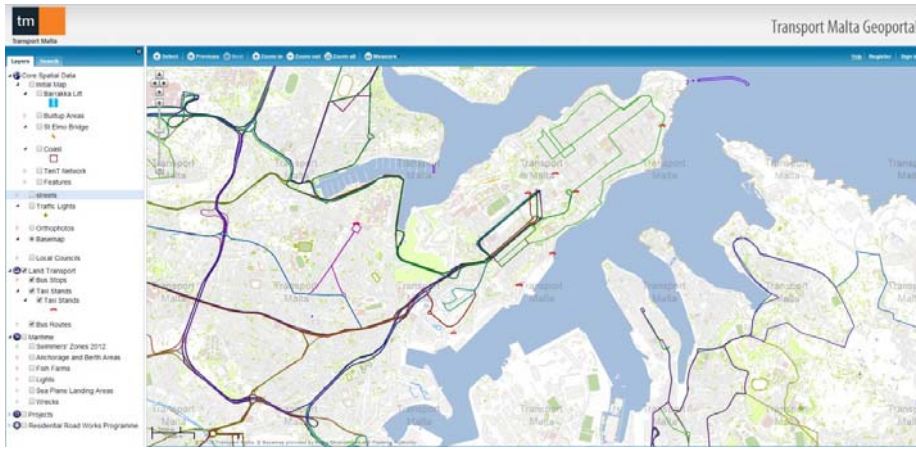 tm
Transport Malta
Transport Malta Geoportal
Layers Search
Select Previous Next Zoom in Zoom out Zoom all Measure
Help Register Sign
Core Spatial Data
Initial Map
Barrakka Lift
Builtup Areas
St Elmo Bridge
Coast
TenT Network
Features
streets
Traffic Lights
Orthophotos
Basemap
Local Councils
Land Transport
Bus Stops
Taxi Stands
Taxi Stands
Bus Routes
Maritime
Swimmers' Zones 2012
Anchorage and Berth Areas
Fish Farms
Lights
Sea Plane Landing Areas
Wrecks
Projects
Residential Road Works Programme
Transport
Malta
Transport
Malta
Transport
Malta
Transport
Malta
Transport
Malta
Transport
Malta
Transport
Malta
Transport
Malta